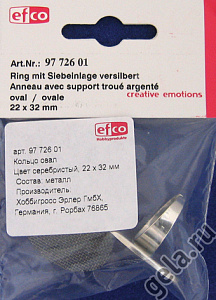 efco
Art.Nr.: 97 726 01
Ring mit Siebeinlage versilbert
Anneau avec support troué argenté
oval / ovale
22 x 32 mm
creative emotions
efco
арт. 97 726 01
Кольцо овал
Цвет серебристый, 22 x 32 мм
Состав: металл
Производитель:
Хоббигросс Эрлер ГмбХ,
Германия, г. Рорбах 76865
gela.ru